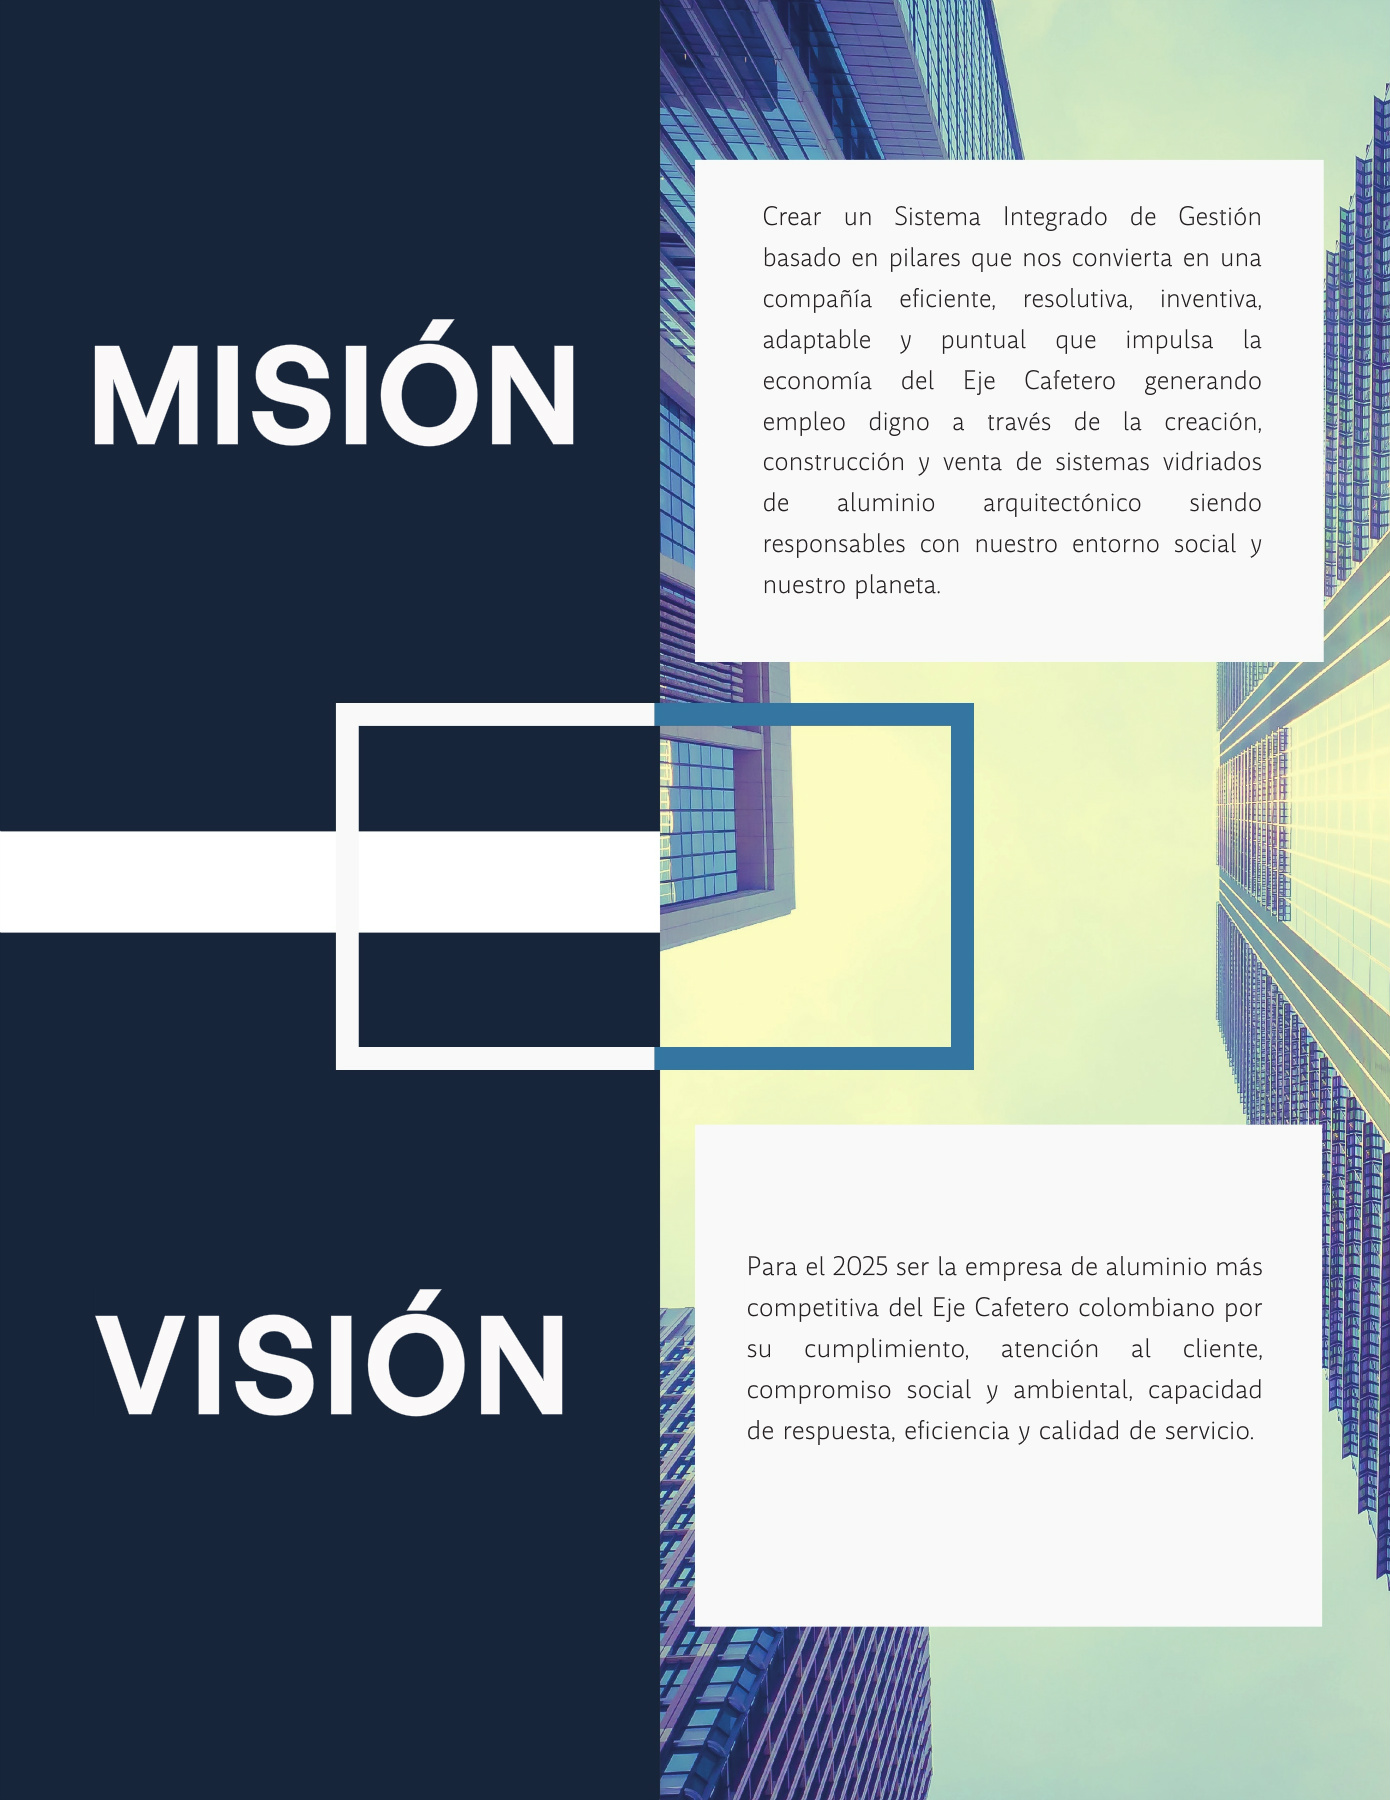 MISIÓN
Crear un Sistema Integrado de Gestión
basado en pilares que nos convierta en una
compañía eficiente, resolutiva, inventiva,
adaptable y puntual que impulsa la
economía del Eje Cafetero generando
empleo digno a través de la creación,
construcción y venta de sistemas vidriados
de aluminio arquitectónico siendo
responsables con nuestro entorno social y
nuestro planeta.
VISIÓN
Para el 2025 ser la empresa de aluminio más
competitiva del Eje Cafetero colombiano por
su cumplimiento, atención al cliente,
compromiso social y ambiental, capacidad
de respuesta, eficiencia y calidad de servicio.